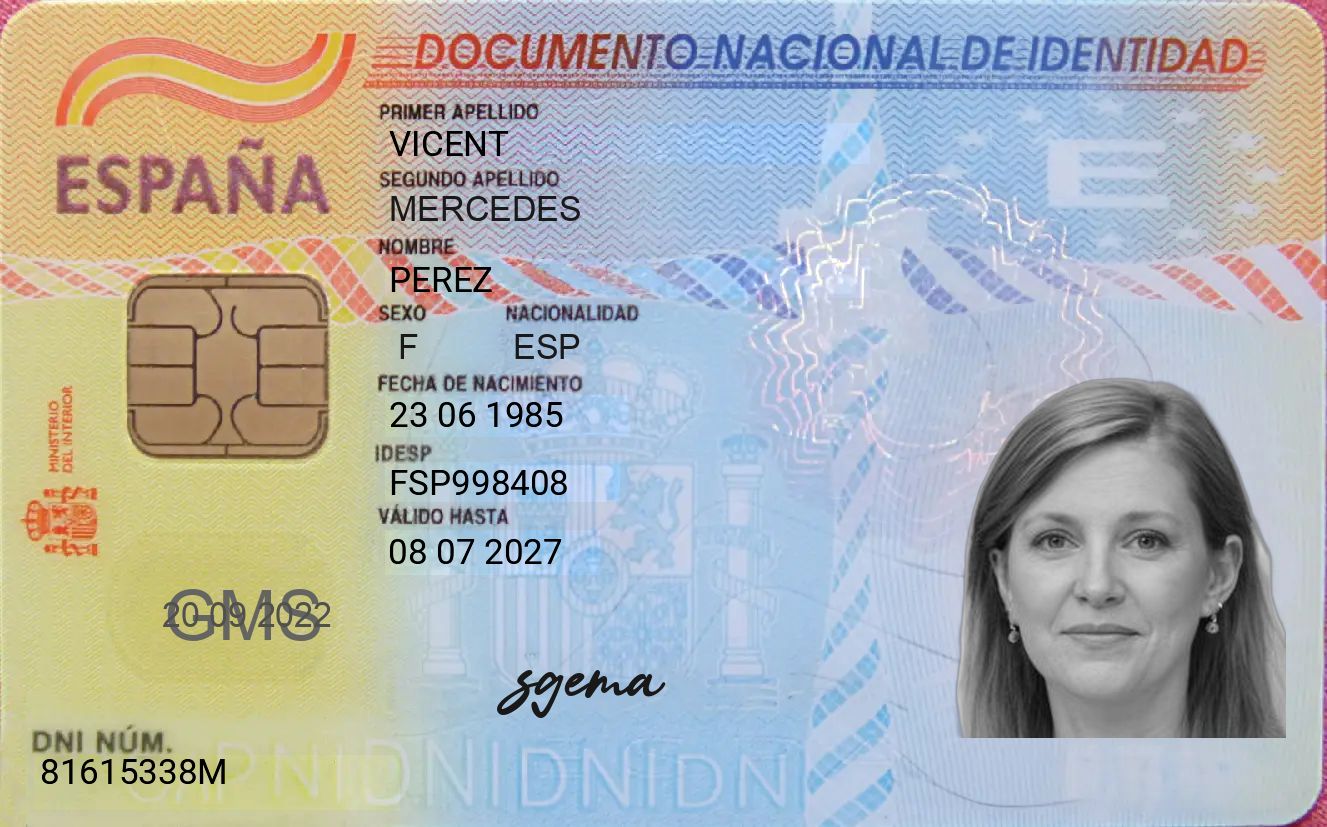 DOCUMENTO NACIONAL DE IDENTIDAD
ESPAÑA
PRIMER APELLIDO
VICENT
SEGUNDO APELLIDO
MERCEDES
NOMBRE
PEREZ
SEXO NACIONALIDAD
F ESP
FECHA DE NACIMIENTO
23 06 1985
IDESP
FSP998408
VÁLIDO HASTA
08 07 2027
MINISTERIO
DEL INTERIOR
GMS
20 09 2022
sgema
DNI NÚM.
81615338M
E
DNIDNIDNIDN